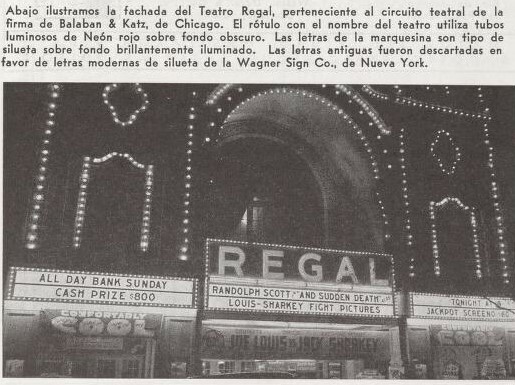 Abajo ilustramos la fachada del Teatro Regal, perteneciente al circuito teatral de la
firma de Balaban & Katz, de Chicago. El rótulo con el nombre del teatro utiliza tubos
luminosos de Neón rojo sobre fondo obscuro. Las letras de la marquesina son tipo de
silueta sobre fondo brillantemente iluminado. Las letras antiguas fueron descartadas en
favor de letras modernas de silueta de la Wagner Sign Co., de Nueva York.
REGAL
ALL DAY BANK SUNDAY
CASH PRIZE $800
RANDOLPH SCOTT "AND SUDDEN DEATH"
LOUIS-SHARKEY FIGHT PICTURES
TONIGHT
JACKPOT SCREENO
COMFORTABLY
COOL
COOL
JOE LOUIS vs JACK SHARKEY